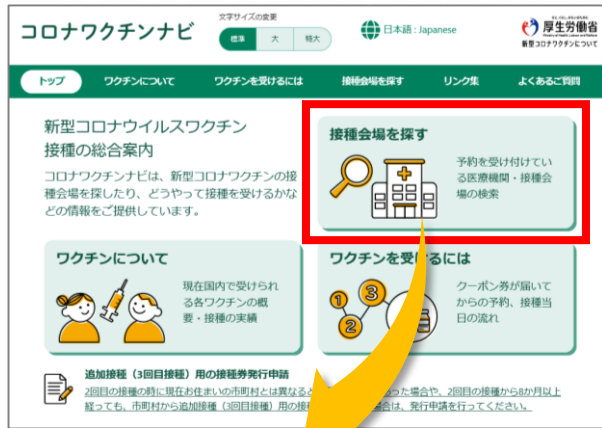 コロナワクチンナビ
文字サイズの変更
標準 大 特大
日本語 : Japanese
厚生労働省
新型コロナワクチンについて
トップ ワクチンについて ワクチンを受けるには 接種会場を探す リンク集 よくあるご質問
新型コロナウイルスワクチン
接種の総合案内
コロナワクチンナビは、新型コロナワクチンの接
種会場を探したり、どうやって接種を受けるかな
どの情報をご提供しています。
接種会場を探す
予約を受け付けてい
る医療機関・接種会
場の検索
ワクチンについて
現在国内で受けられ
る各ワクチンの概
要・接種の実績
ワクチンを受けるには
クーポン券が届いて
からの予約、接種当
日の流れ
追加接種（3回目接種）用の接種券発行申請
2回目の接種の時に現在お住まいの市町村とは異なると った場合や、2回目の接種から8か月以上
経っても、市町村から追加接種（3回目接種）用の接 場合は、発行申請を行ってください。